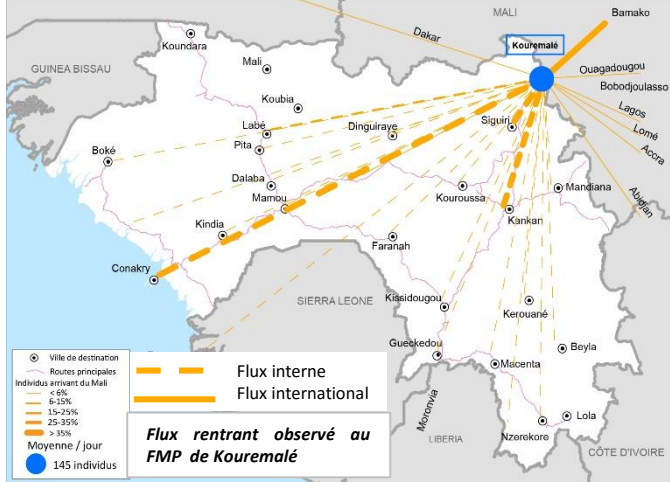 MALI
Bamako
Dakar
Kouremalé
Koundara
GUINEA BISSAU
Mali
Ouagadougou
Bobodjoulasso
Koubia
Lagos
Labé
Dinguiraye
Siguiri
Lomé
Pita
Accra
Boké
Dalaba
Mandiana
Abidjan
Mamou
Kouroussa
Kankan
Kindia
Faranah
Conakry
SIERRA LEONE
Kissidougou
Kerouané
Gueckedou
Beyla
Macenta
Moronvia
Lola
LIBERIA
Nzerekore
CÔTE D'IVOIRE
Ville de destination
Routes principales
Individus arrivant du Mali
< 6%
6-15%
15-25%
25-35%
> 35%
Moyenne / jour
145 individus
Flux interne
Flux international
Flux rentrant observé au
FMP de Kouremalé